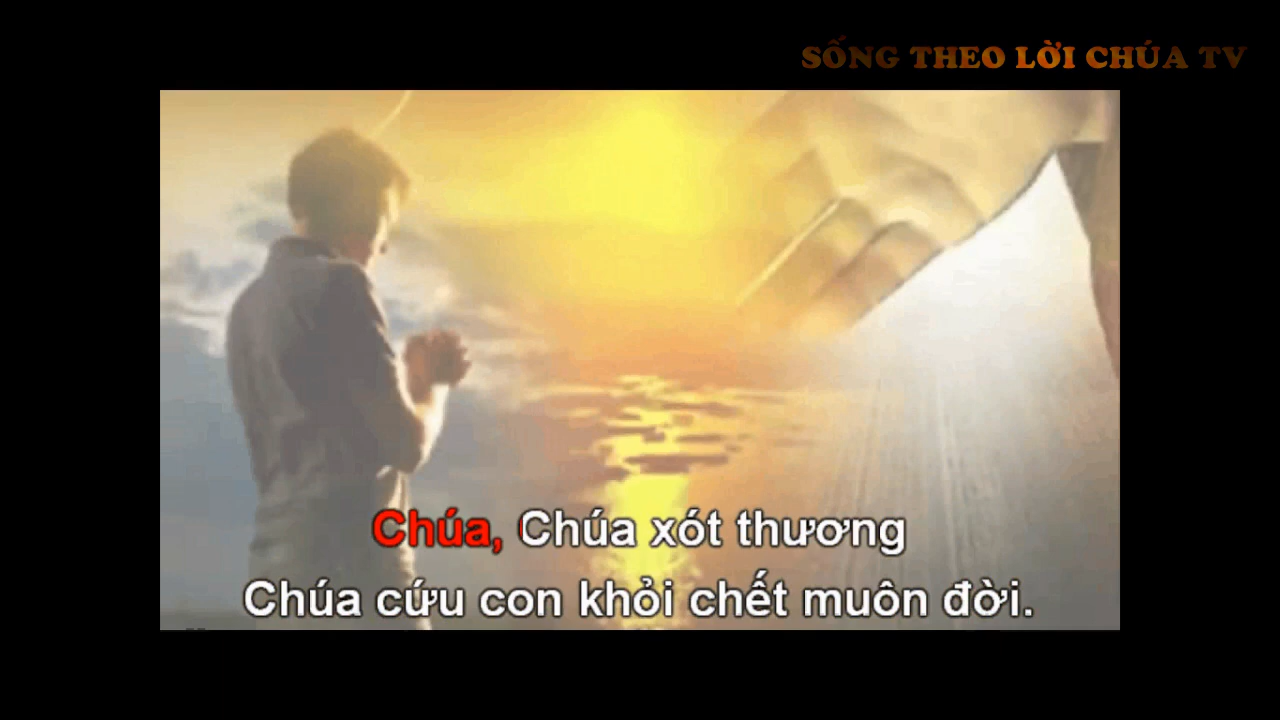 SỐNG THEO LỜI CHÚA TV
Chúa, Chúa xót thương
Chúa cứu con khỏi chết muôn đời.